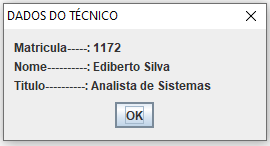 DADOS DO TÉCNICO
Matricula-----: 1172
Nome----------: Ediberto Silva
Titulo----------: Analista de Sistemas
OK